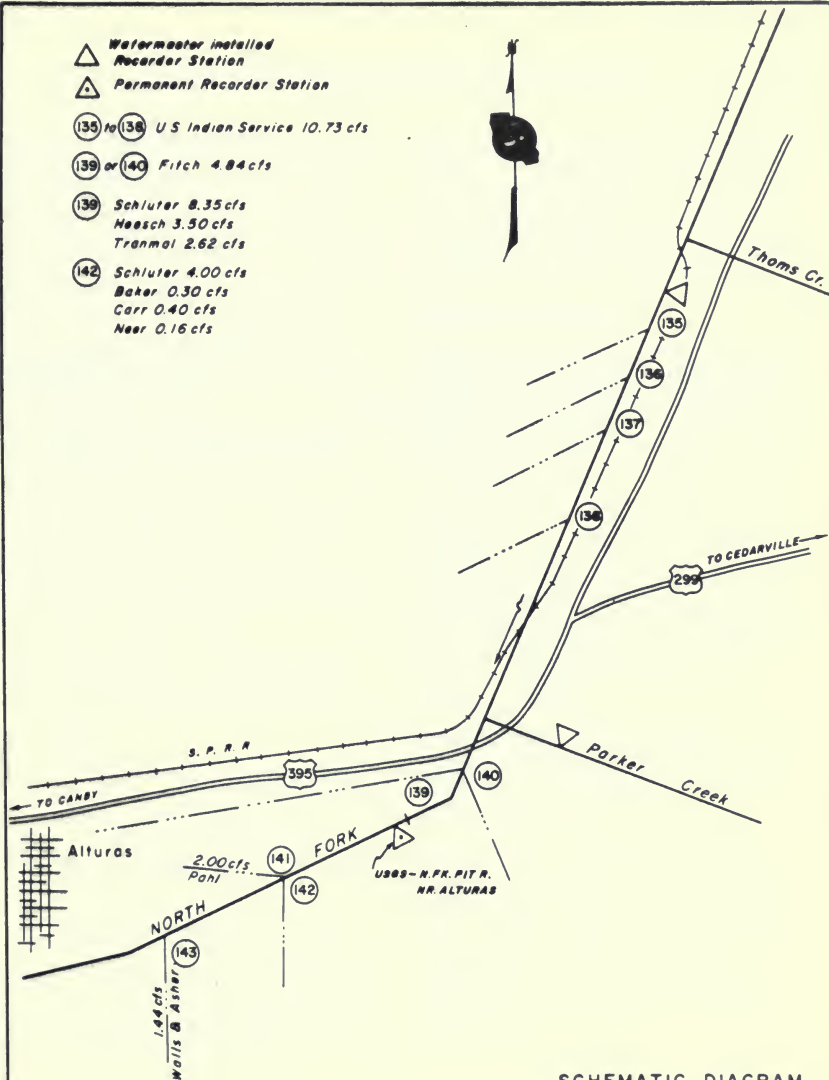 Watermaster installed
Recorder Station
Permanent Recorder Station
135 to 138 U S Indian Service 10.73 cfs
139 or 140 Fitch 4.84 cfs
139 Schluter 8.35 cfs
Heesch 3.50 cfs
Tranmal 2.62 cfs
142 Schluter 4.00 cfs
Baker 0.30 cfs
Carr 0.40 cfs
Neer 0.16 cfs
N
Thoms Cr.
135
136
137
138
TO CEDARVILLE
299
S. P. R. R
Parker Creek
395
140
TO CANBY
139
Alturas
USGS - N.FK. PIT R.
NR. ALTURAS
2.00 cfs
Pahl
141
142
NORTH FORK
143
1.44 cfs
Walls & Asher
SCHEMATIC DIAGRAM